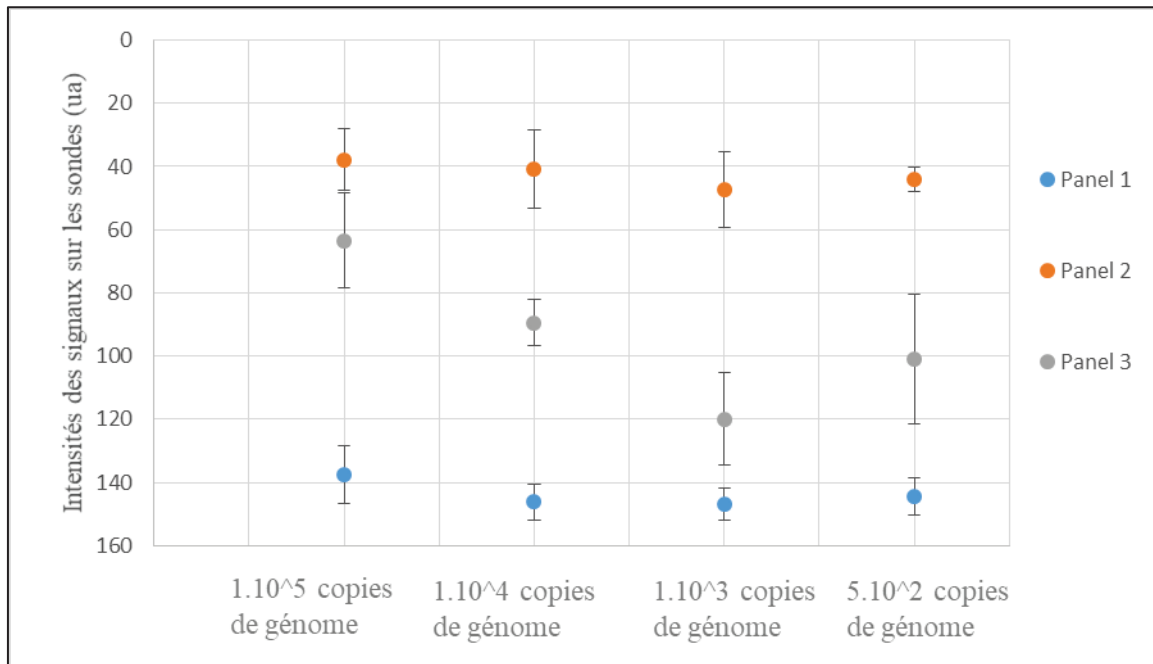 Intensités des signaux sur les sondes (ua)
0
20
40
60
80
100
120
140
160
1.10^5 copies
de génome
1.10^4 copies
de génome
1.10^3 copies
de génome
5.10^2 copies
de génome
Panel 1
Panel 2
Panel 3